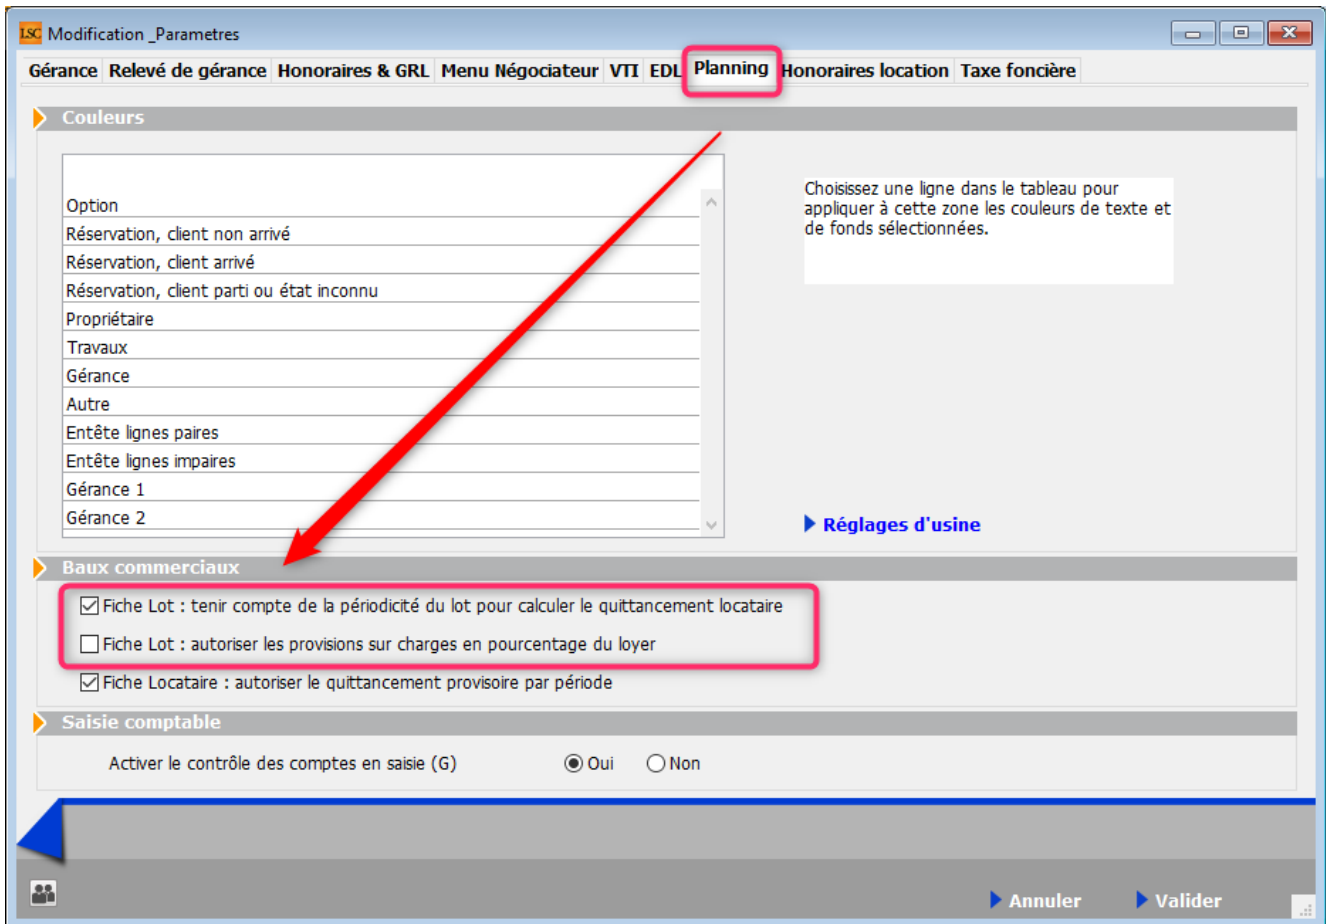 LSC Modification _Parametres
Gérance Relevé de gérance Honoraires & GRL Menu Négociateur VTI EDL Planning Honoraires location Taxe foncière
Couleurs
Option
Réservation, client non arrivé
Réservation, client arrivé
Réservation, client parti ou état inconnu
Propriétaire
Travaux
Gérance
Autre
Entête lignes paires
Entête lignes impaires
Gérance 1
Gérance 2
Choisissez une ligne dans le tableau pour
appliquer à cette zone les couleurs de texte et
de fonds sélectionnées.
Réglages d'usine
Baux commerciaux
Fiche Lot : tenir compte de la périodicité du lot pour calculer le quittancement locataire
Fiche Lot : autoriser les provisions sur charges en pourcentage du loyer
Fiche Locataire : autoriser le quittancement provisoire par période
Saisie comptable
Activer le contrôle des comptes en saisie (G) Oui Non
Annuler Valider